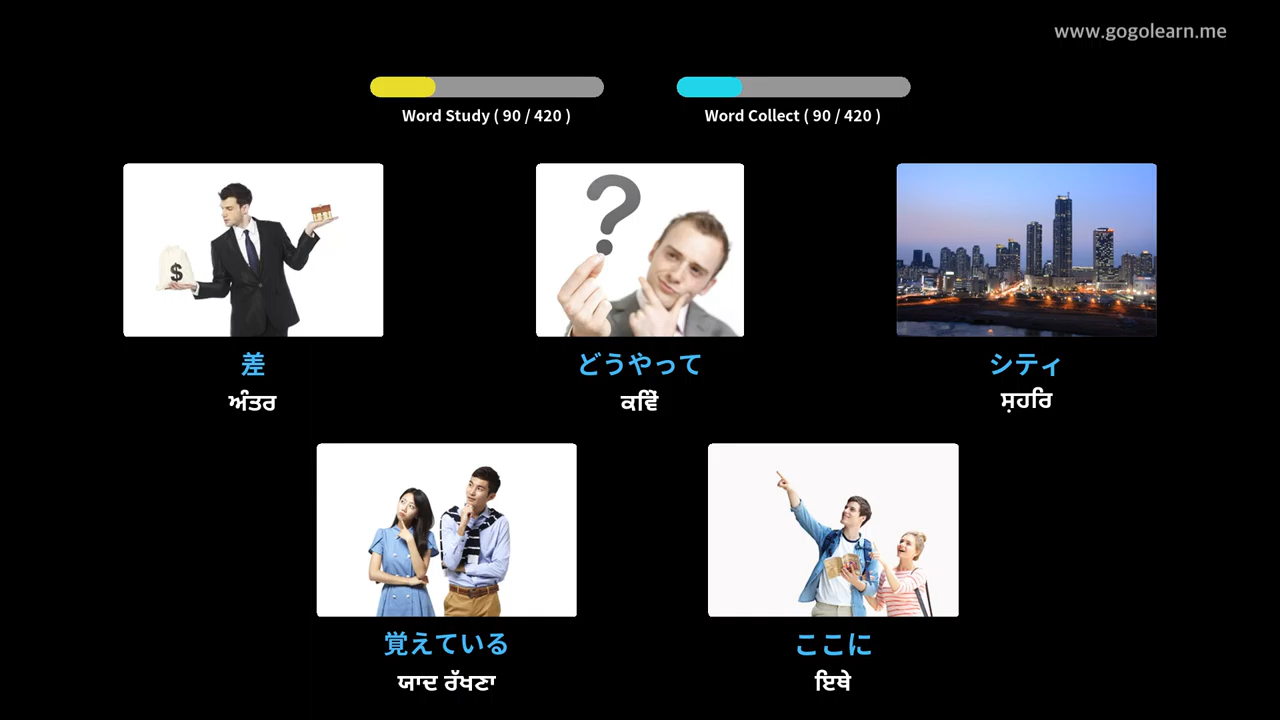 www.gogolearn.me
Word Study ( 90 / 420 )
Word Collect ( 90 / 420 )
$
?
差
どうやって
シティ
ਅੰਤਰ
ਕਵਿੇਂ
ਸ਼ਹਰਿ
覚えている
ここに
ਯਾਦ ਰੱਖਣਾ
ਇਥੇ